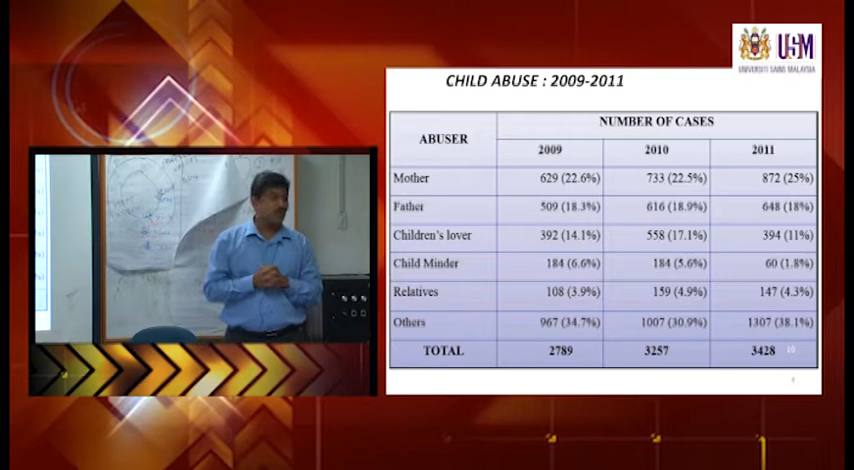 USM
UNIVERSITI SAINS MALAYSIA
CHILD ABUSE : 2009-2011
ABUSER
NUMBER OF CASES
2009 2010 2011
Mother 629 (22.6%) 733 (22.5%) 872 (25%)
Father 509 (18.3%) 616 (18.9%) 648 (18%)
Children's lover 392 (14.1%) 558 (17.1%) 394 (11%)
Child Minder 184 (6.6%) 184 (5.6%) 60 (1.8%)
Relatives 108 (3.9%) 159 (4.9%) 147 (4.3%)
Others 967 (34.7%) 1007 (30.9%) 1307 (38.1%)
TOTAL 2789 3257 3428 10